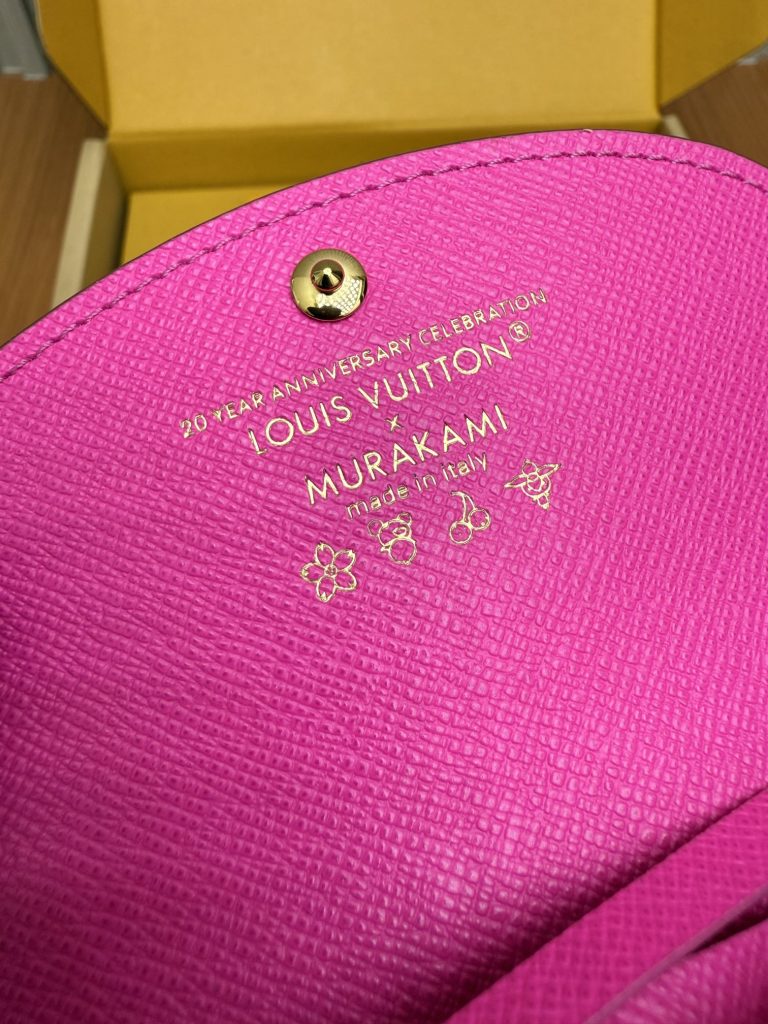 20 YEAR ANNIVERSARY CELEBRATION
LOUIS VUITTON®
x
MURAKAMI
made in italy